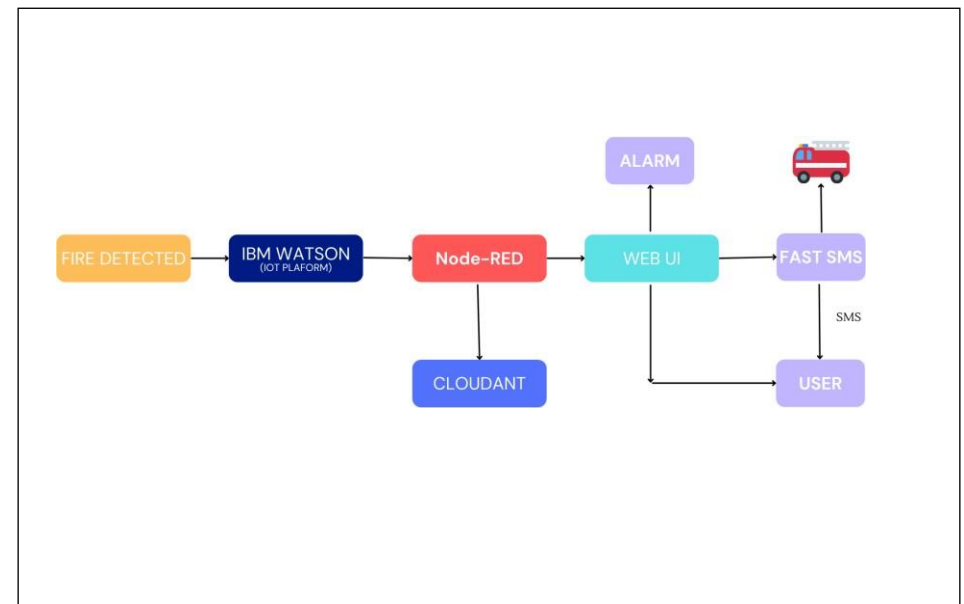 ALARM
FIRE DETECTED
IBM WATSON
(IOT PLAFORM)
Node-RED
WEB UI
FAST SMS
SMS
CLOUDANT
USER